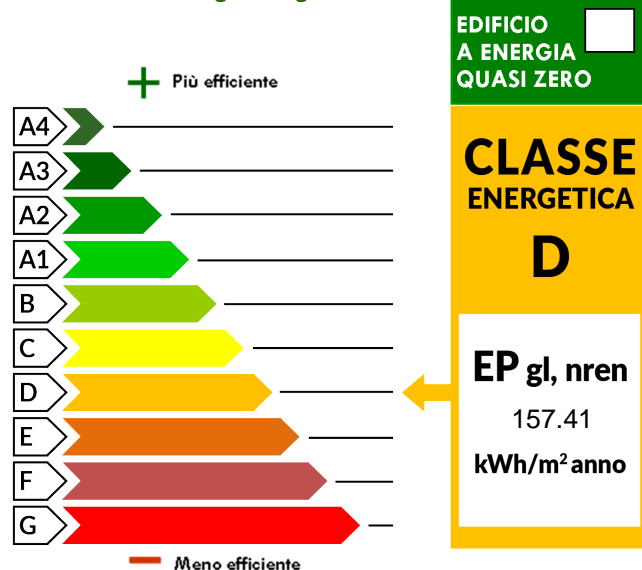 EDIFICIO
A ENERGIA
QUASI ZERO
Più efficiente
A4
A3
A2
A1
B
C
D
E
F
G
Meno efficiente
CLASSE
ENERGETICA
D
EP gl, nren
157.41
kWh/m² anno